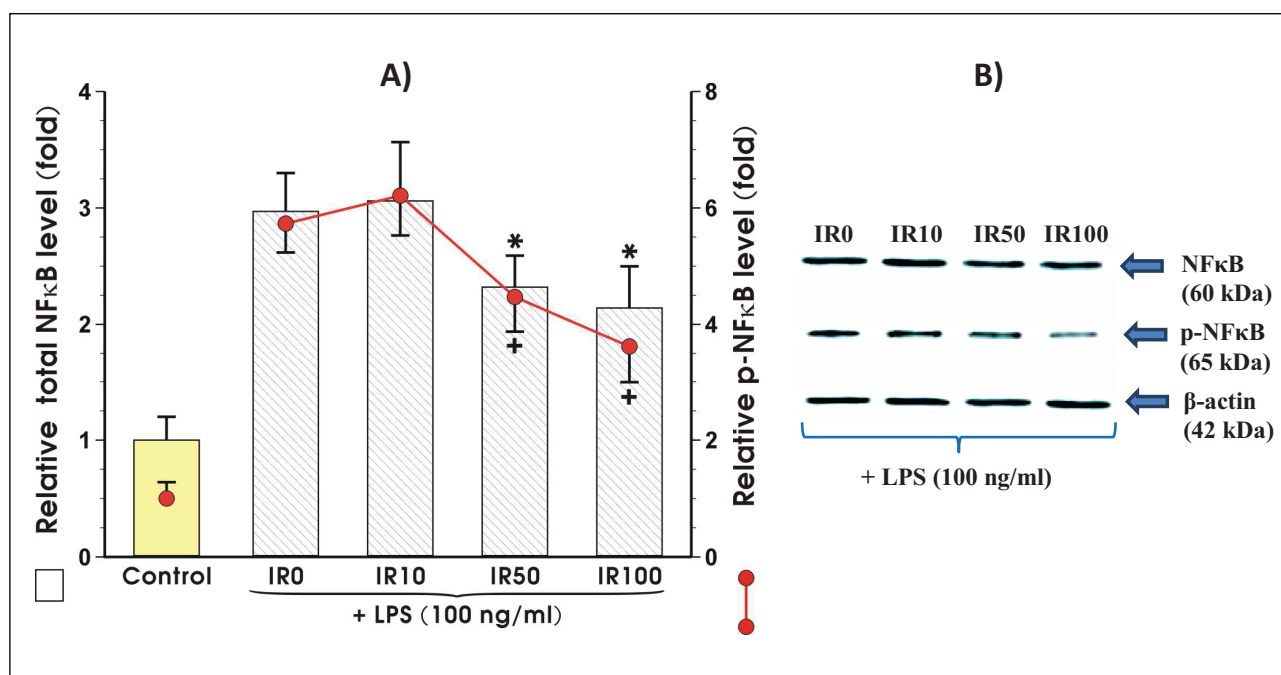 A)
B)
Relative total NFκB level (fold)
4
3
2
1
0
*
*
+
+
8
6
4
2
0
Relative p-NFκB level (fold)
Control IR0 IR10 IR50 IR100
+ LPS (100 ng/ml)
IR0 IR10 IR50 IR100
NFκB
(60 kDa)
p-NFκB
(65 kDa)
β-actin
(42 kDa)
+ LPS (100 ng/ml)